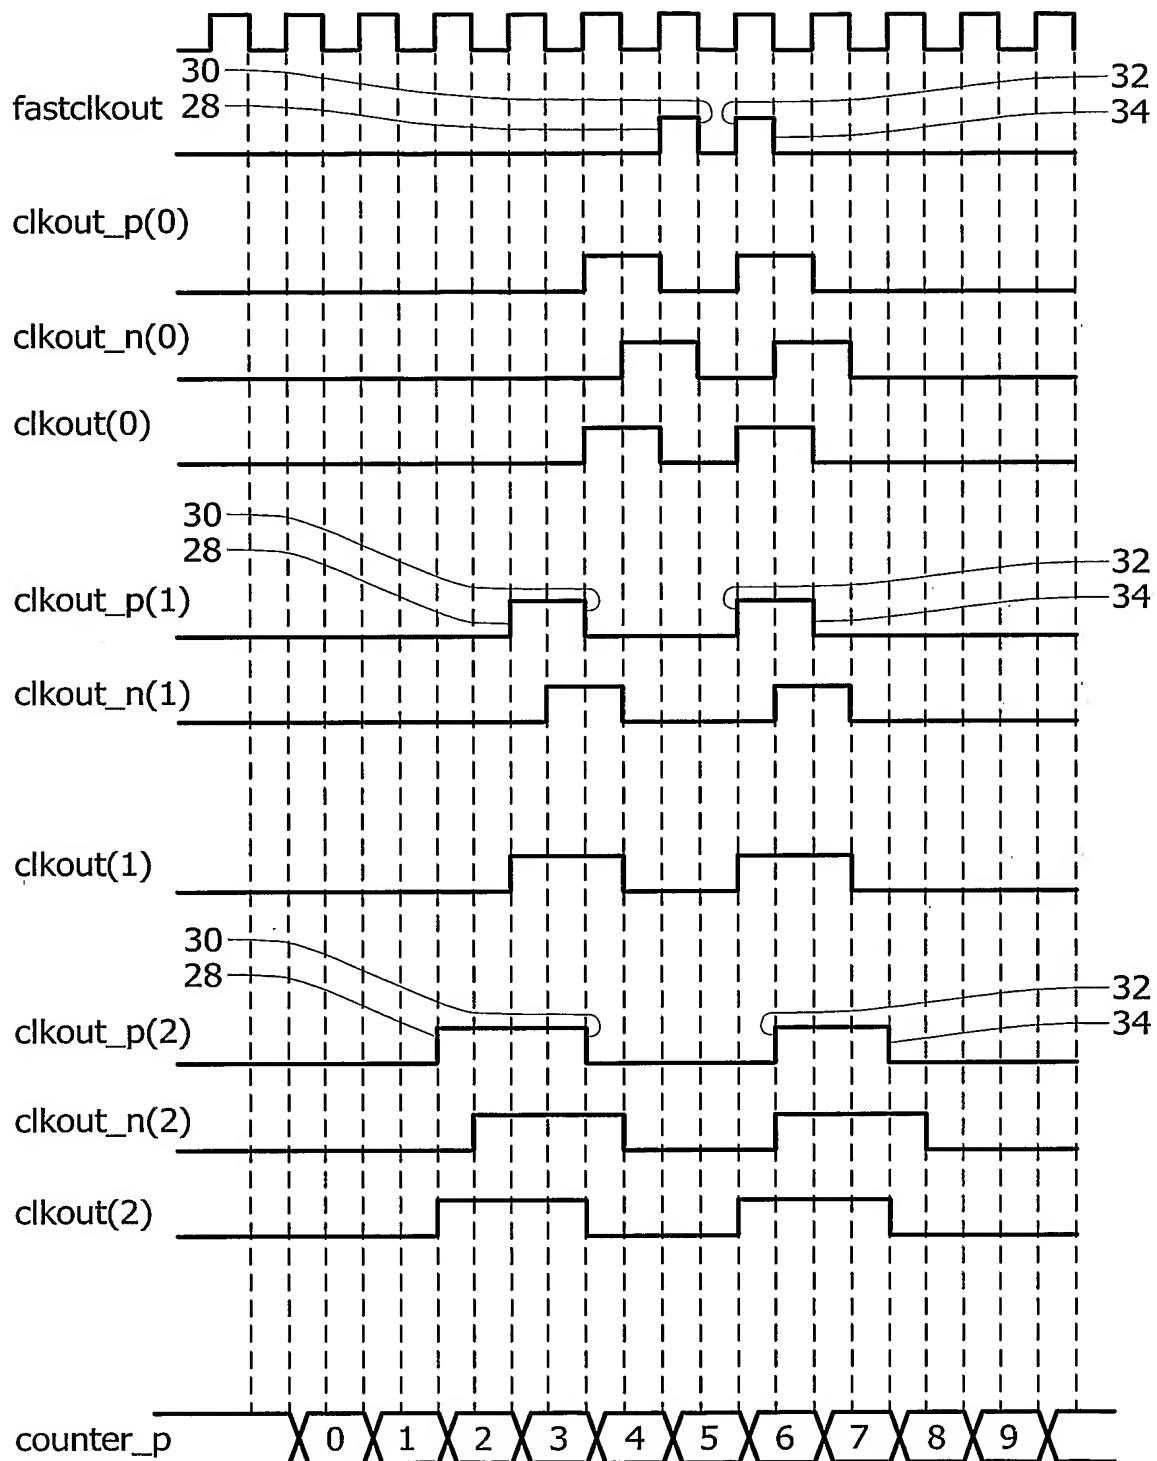 30
32
fastclkout 28
34
clkout_p(0)
clkout_n(0)
clkout(0)
30
28
32
clkout_p(1)
34
clkout_n(1)
clkout(1)
30
28
32
clkout_p(2)
34
clkout_n(2)
clkout(2)
counter_p 0 1 2 3 4 5 6 7 8 9